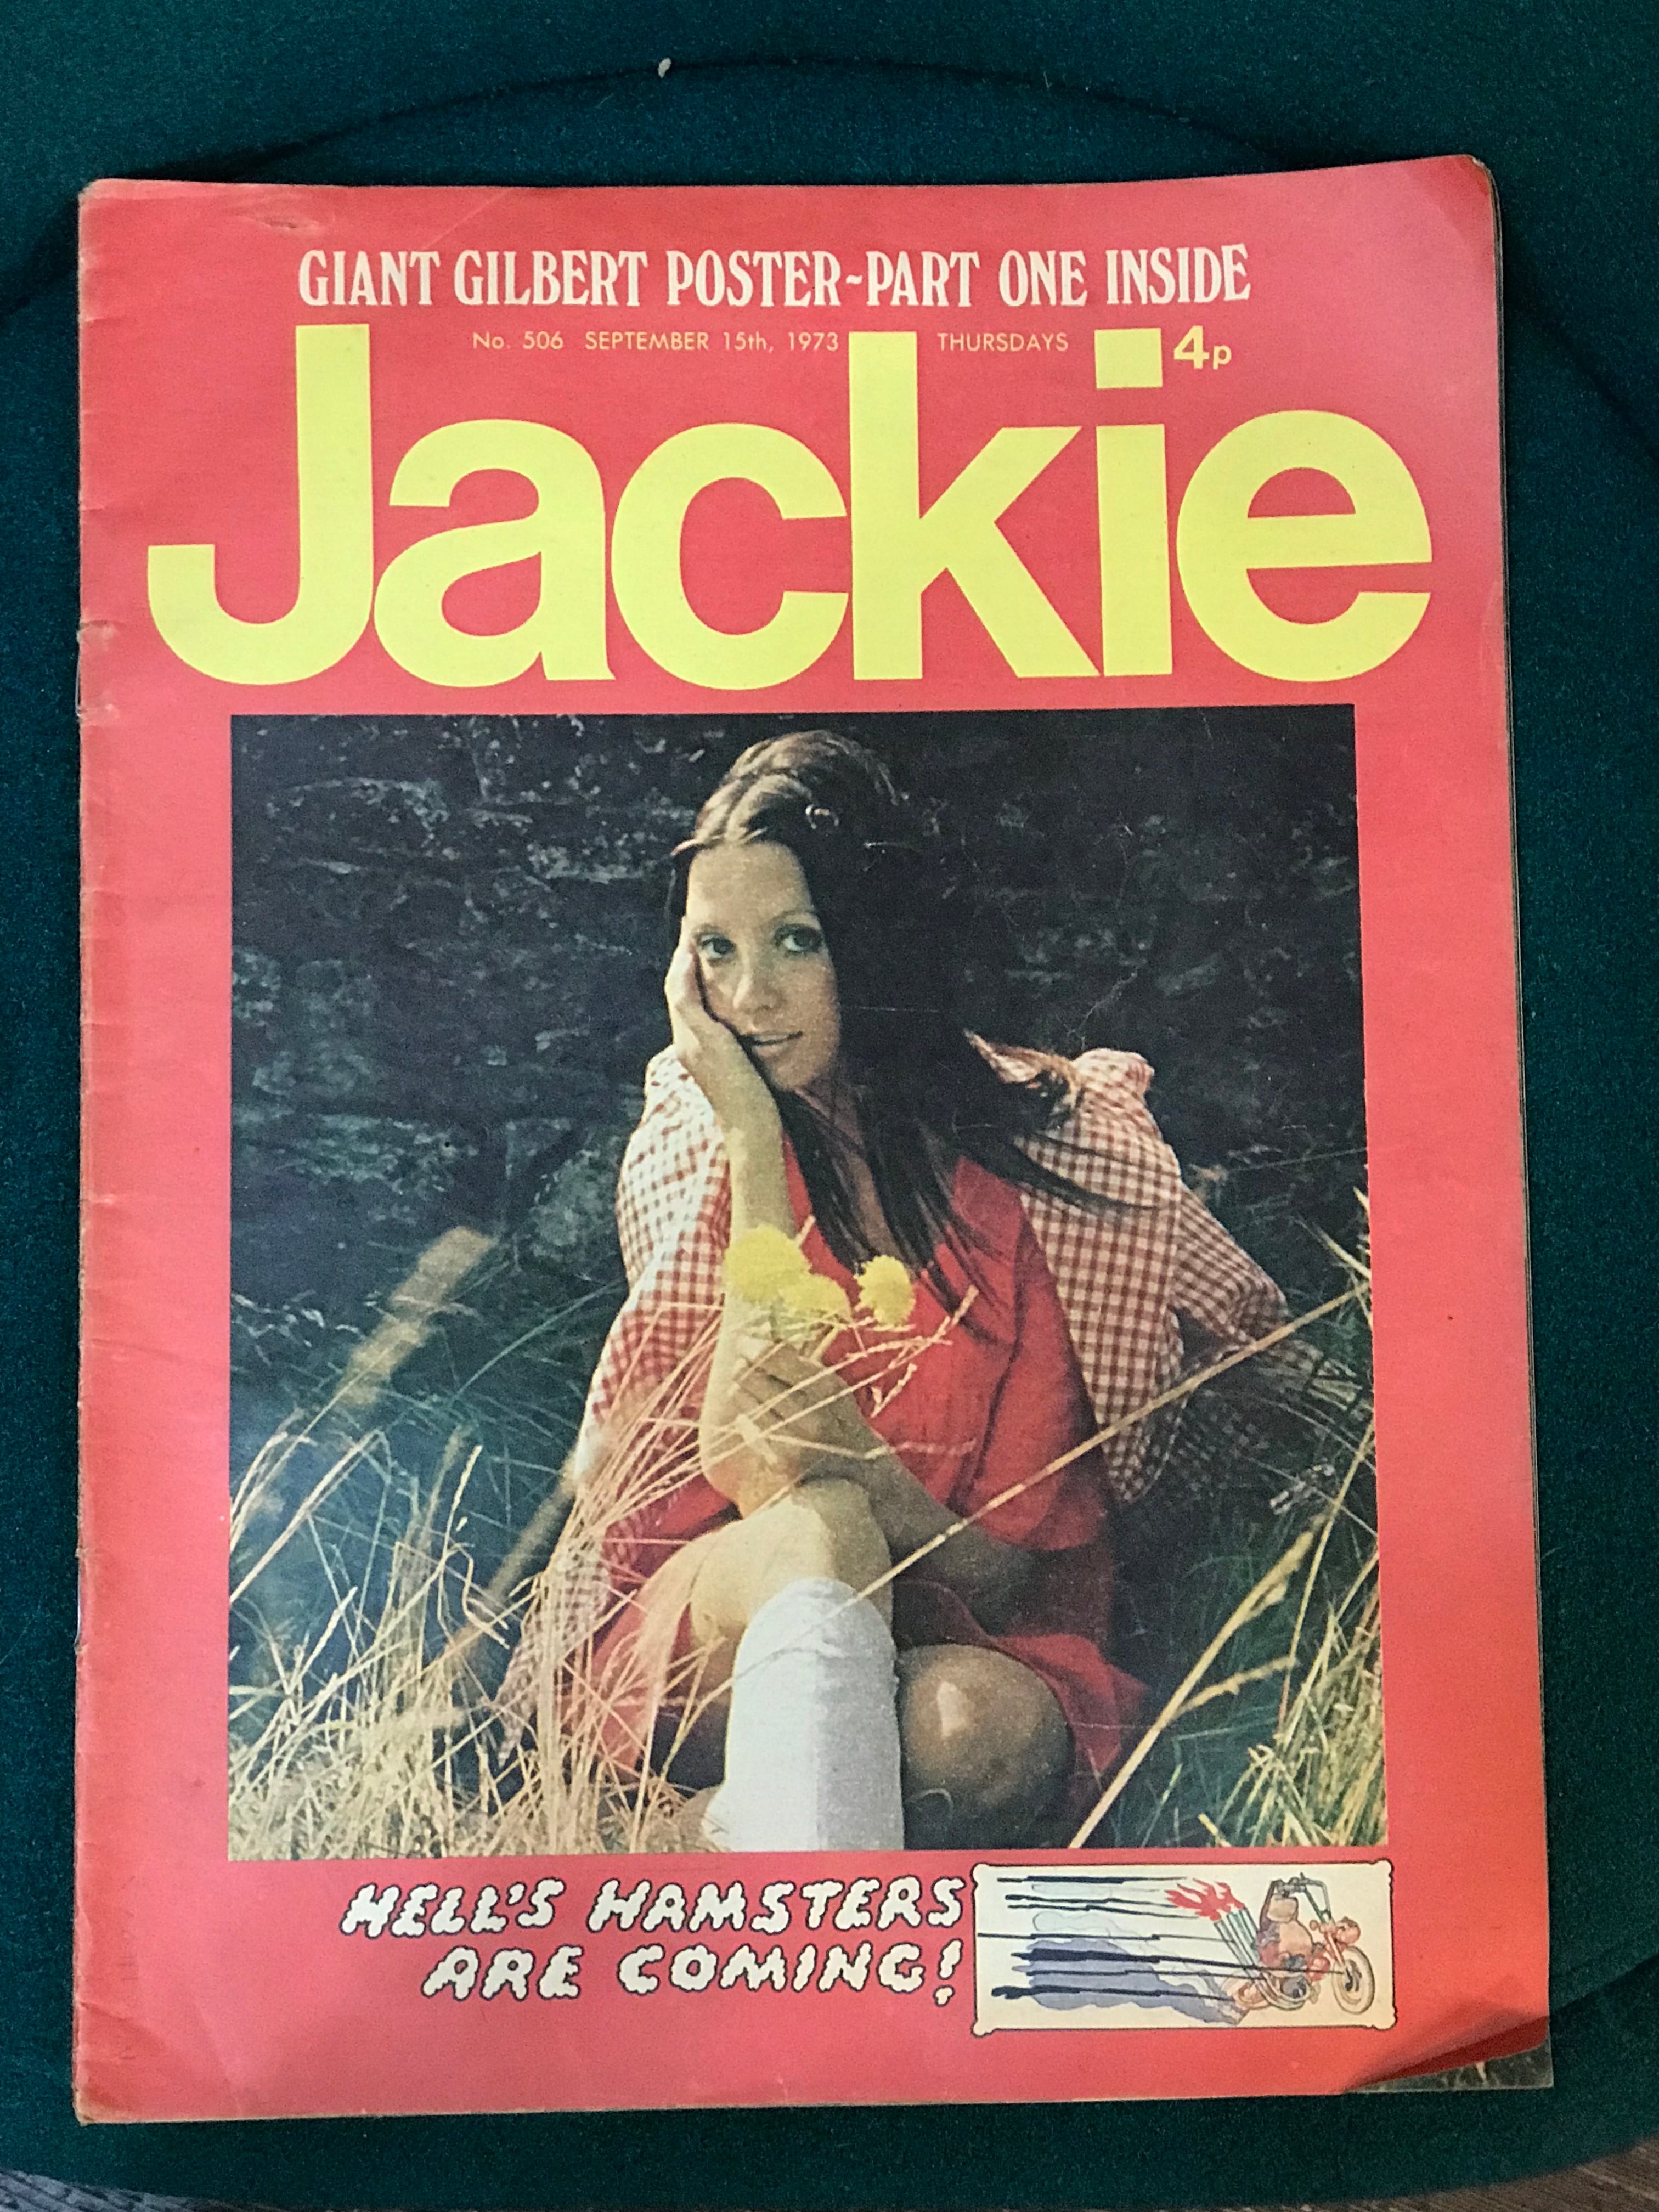 GIANT GILBERT POSTER~PART ONE INSIDE
No. 506 SEPTEMBER 15th, 1973 THURSDAYS 4p
Jackie
HELL'S HAMSTERS
ARE COMING!